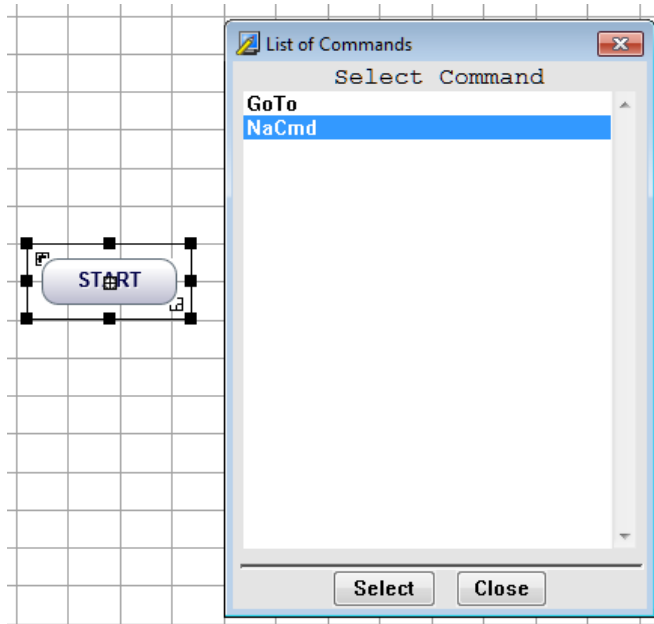 List of Commands
Select Command
GoTo
NaCmd
START
Select Close